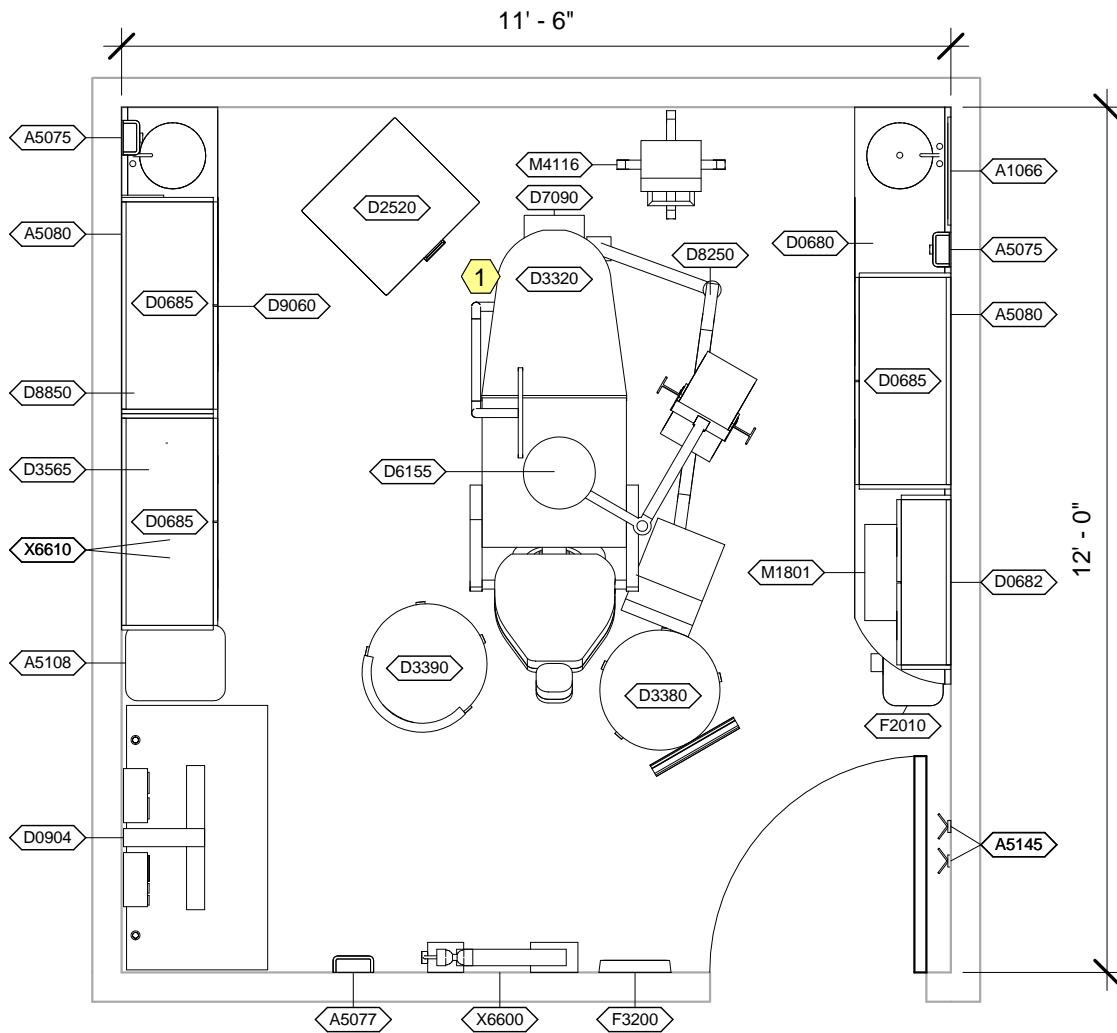 11' - 6"
A5075
M4116
A1066
D7090
D2520
A5080
D0680
A5075
D8250
1
D3320
D0685
D9060
A5080
D0685
D8850
D3565
D6155
D0685
X6610
M1801
D0682
12' - 0"
A5108
D3390
D3380
F2010
D0904
A5145
A5077
X6600
F3200